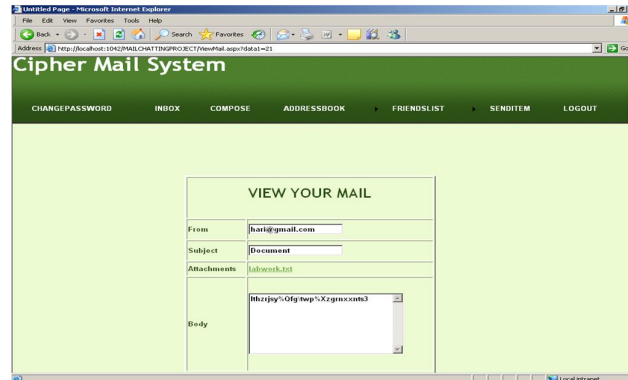 Untitled Page - Microsoft Internet Explorer
File Edit View Favorites Tools Help
Back Search Favorites
Address http://localhost:1042/MAILCHATTINGPROJECT/ViewMail.aspx?data1=21 Go
Cipher Mail System
CHANGEPASSWORD INBOX COMPOSE ADDRESSBOOK FRIENDSLIST SENDITEM LOGOUT
VIEW YOUR MAIL
From hari@gmail.com
Subject Document
Attachments labwork.txt
Body Ithzrjsy%Qfg\twp%Xzgrnxxnts3
Local intranet